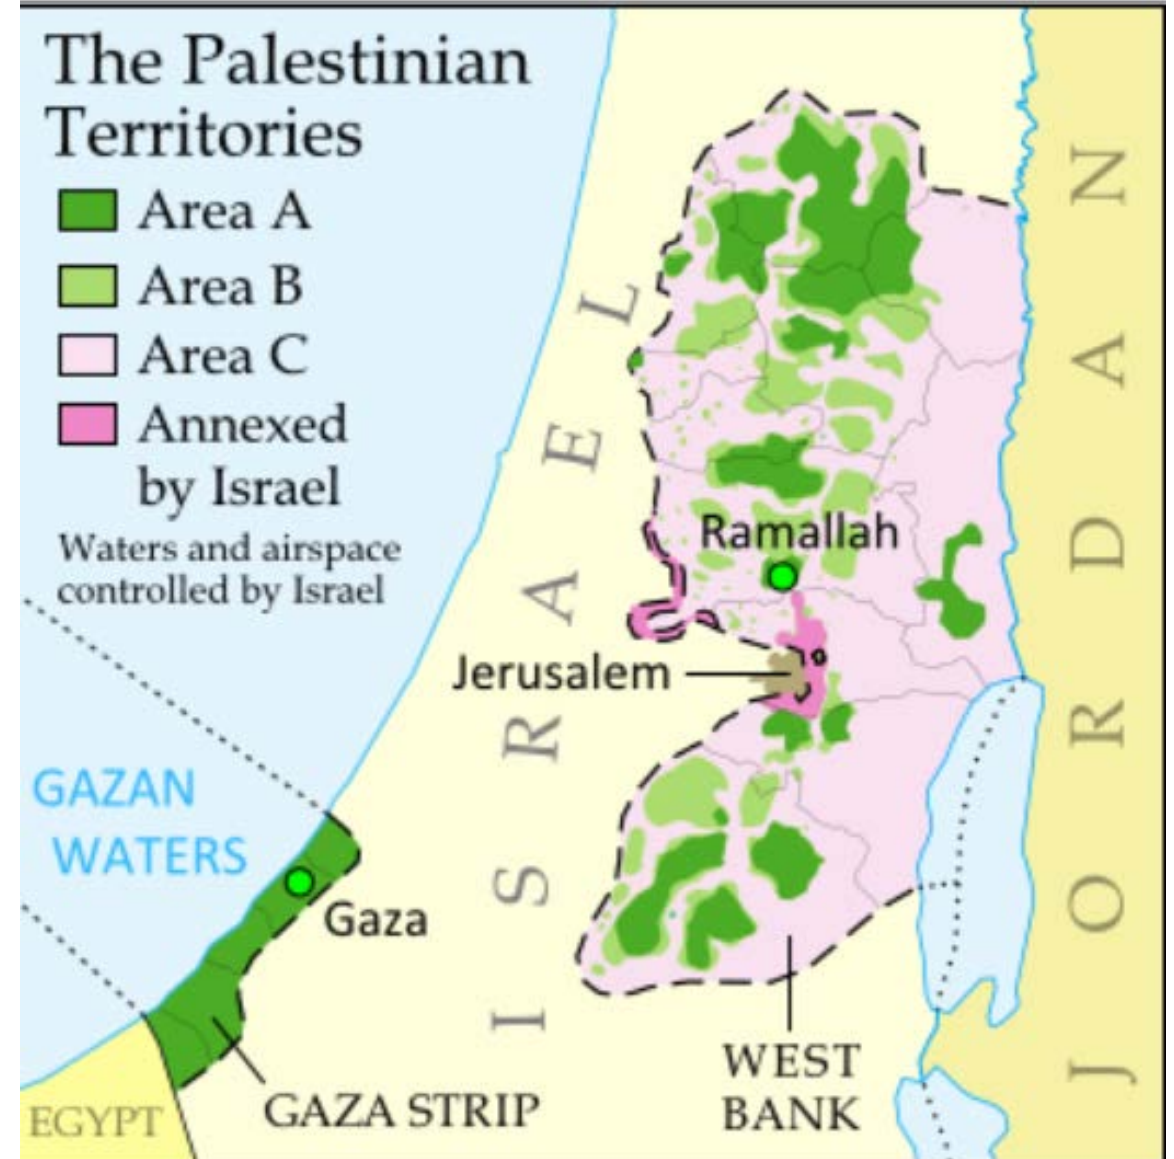 The Palestinian
Territories
Area A
Area B
Area C
Annexed
by Israel
Waters and airspace
controlled by Israel
ISRAEL
JORDAN
Ramallah
Jerusalem
GAZAN
WATERS
Gaza
GAZA STRIP
WEST
BANK
EGYPT